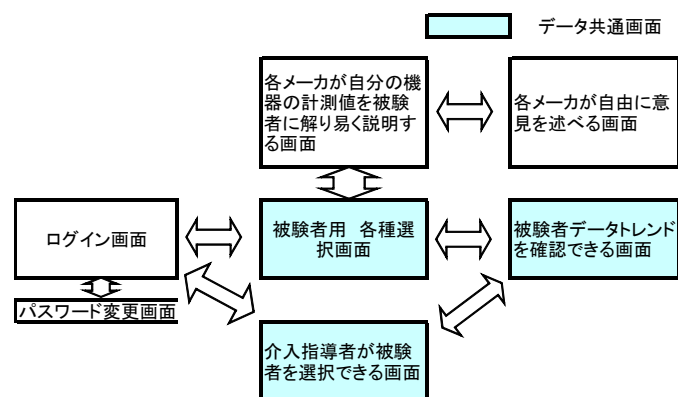 データ共通画面
各メーカが自分の機
器の計測値を被験
者に解り易く説明す
る画面
各メーカが自由に意
見を述べる画面
ログイン画面
被験者用 各種選
択画面
被験者データトレンド
を確認できる画面
パスワード変更画面
介入指導者が被験
者を選択できる画面